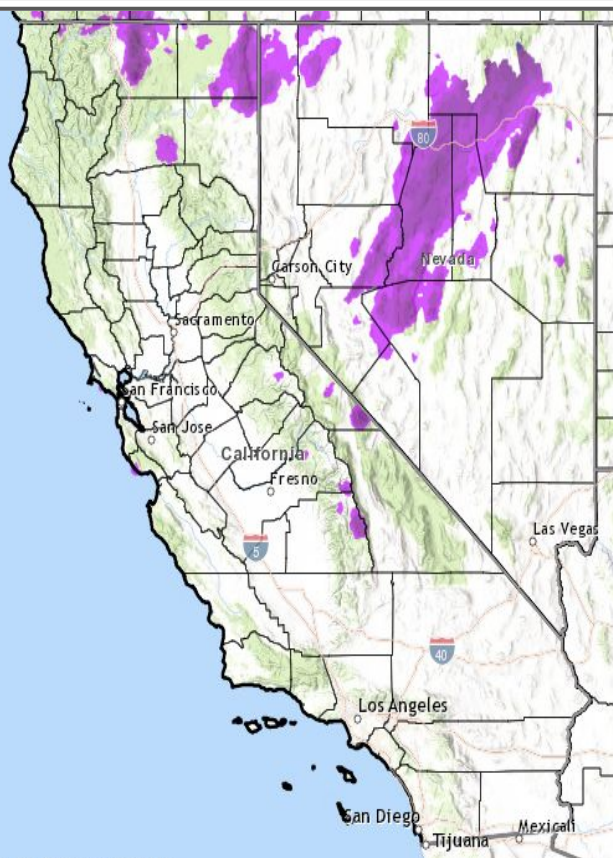 80
Nevada
Carson City
Sacramento
San Francisco
San Jose
California
Fresno
5
Las Vegas
40
Los Angeles
San Diego
Mexicali
Tijuana